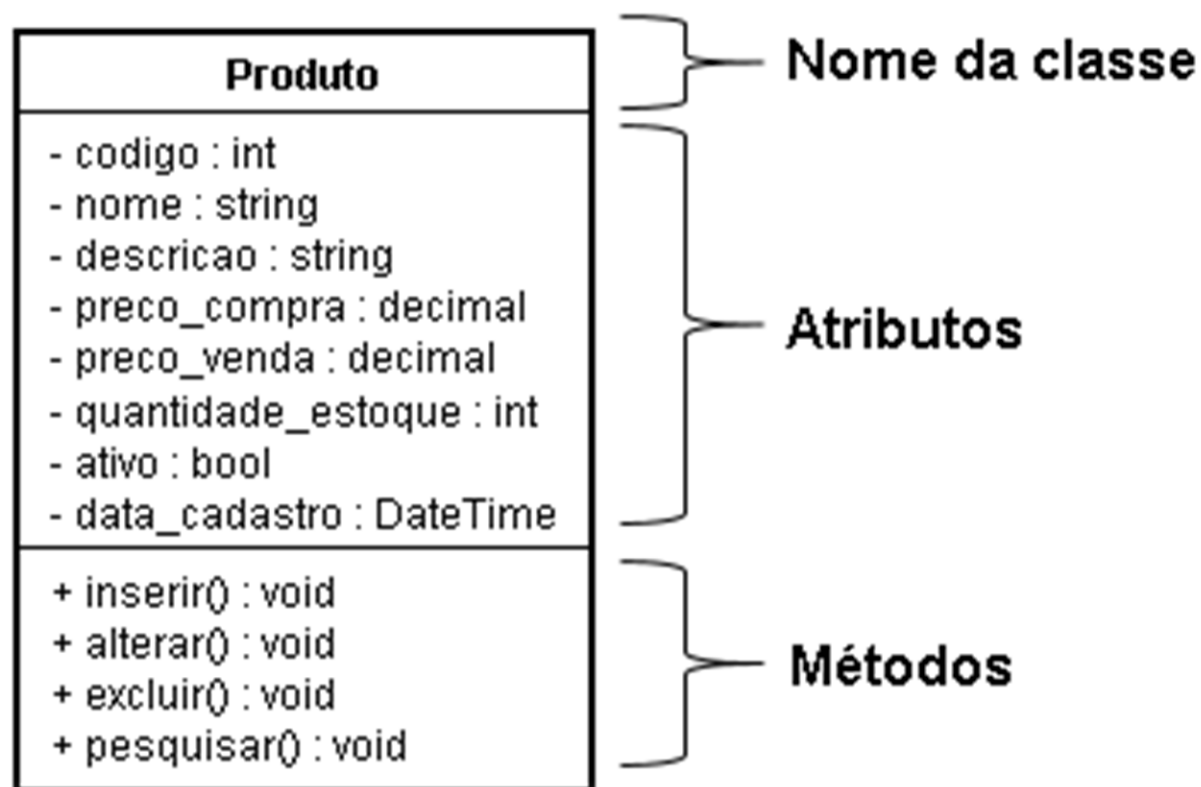 Produto
- codigo : int
- nome : string
- descricao : string
- preco_compra : decimal
- preco_venda : decimal
- quantidade_estoque : int
- ativo : bool
- data_cadastro : DateTime
+ inserir() : void
+ alterar() : void
+ excluir() : void
+ pesquisar() : void
Nome da classe
Atributos
Métodos